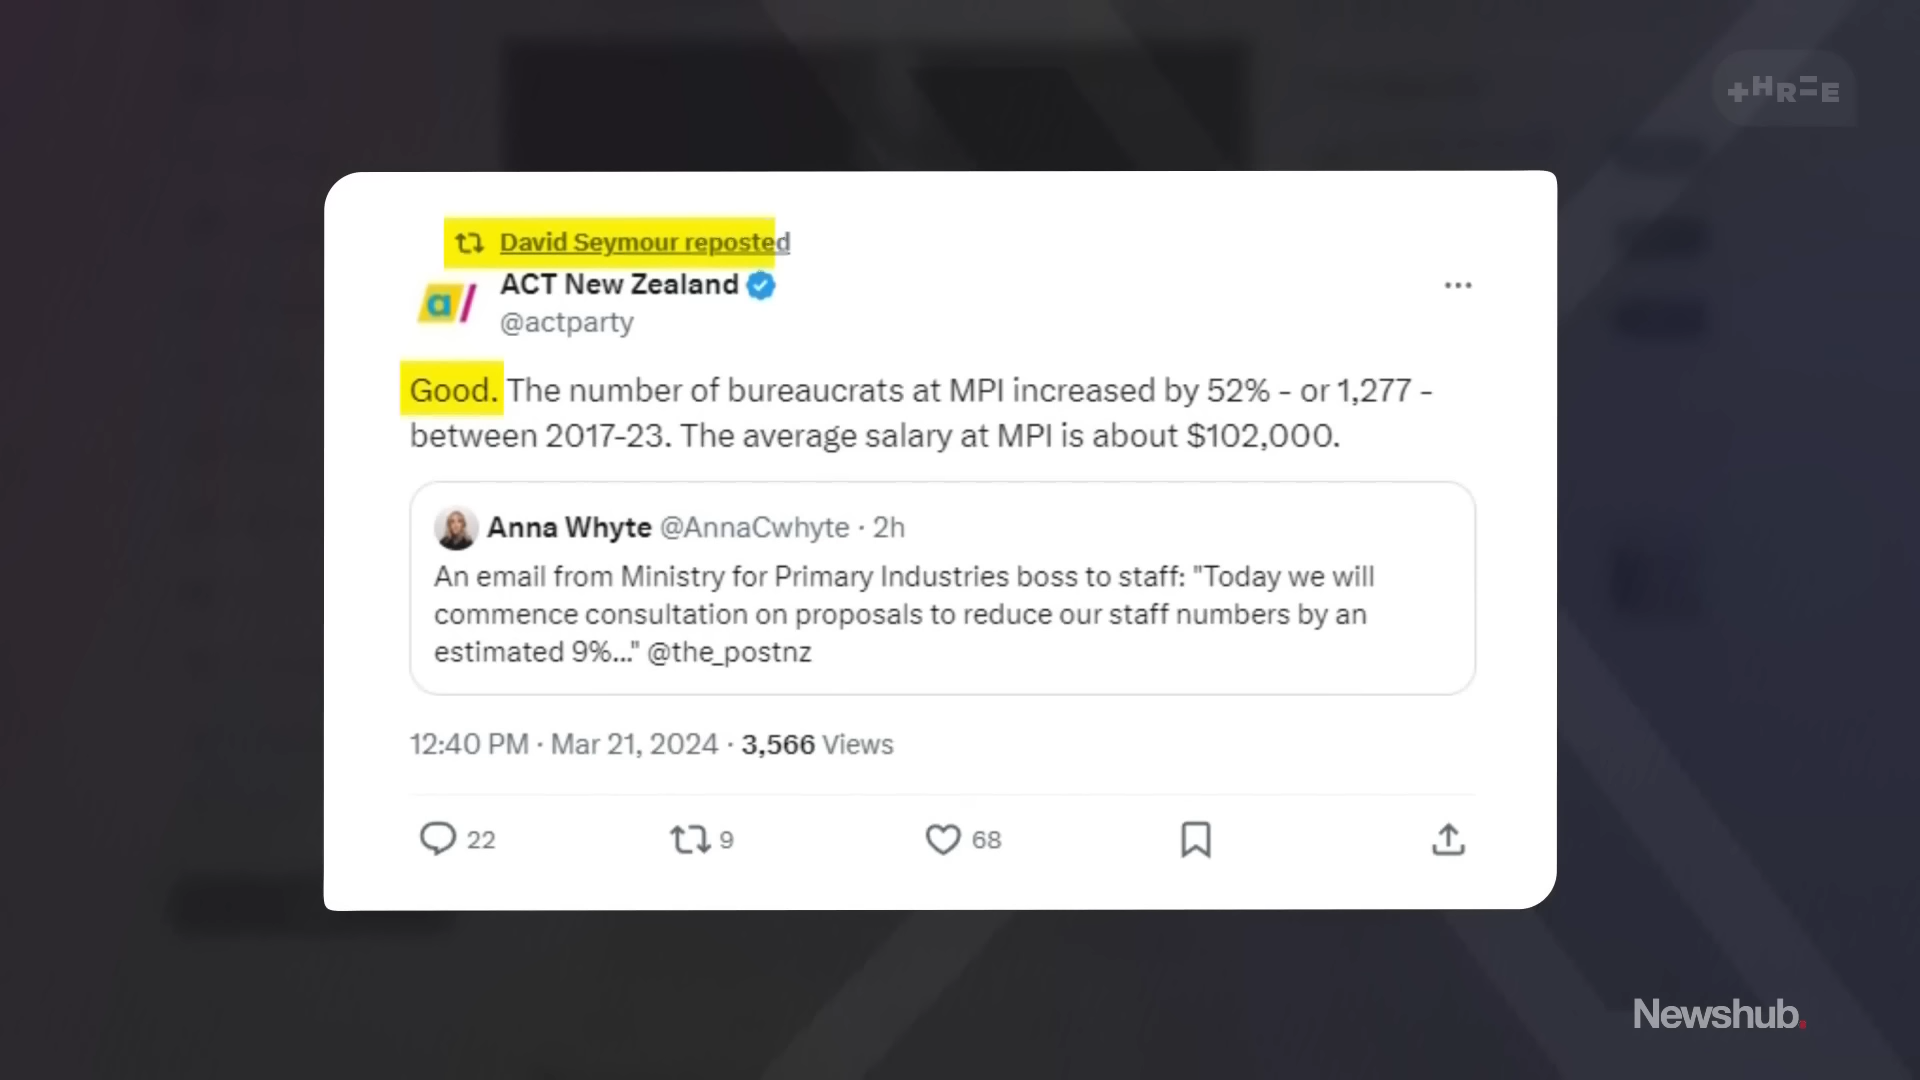 +HR=E
David Seymour reposted
a/
ACT New Zealand
@actparty
Good. The number of bureaucrats at MPI increased by 52% - or 1,277 -
between 2017-23. The average salary at MPI is about $102,000.
Anna Whyte @AnnaCwhyte · 2h
An email from Ministry for Primary Industries boss to staff: "Today we will
commence consultation on proposals to reduce our staff numbers by an
estimated 9%..." @the_postnz
12:40 PM · Mar 21, 2024 · 3,566 Views
22 9 68
Newshub.